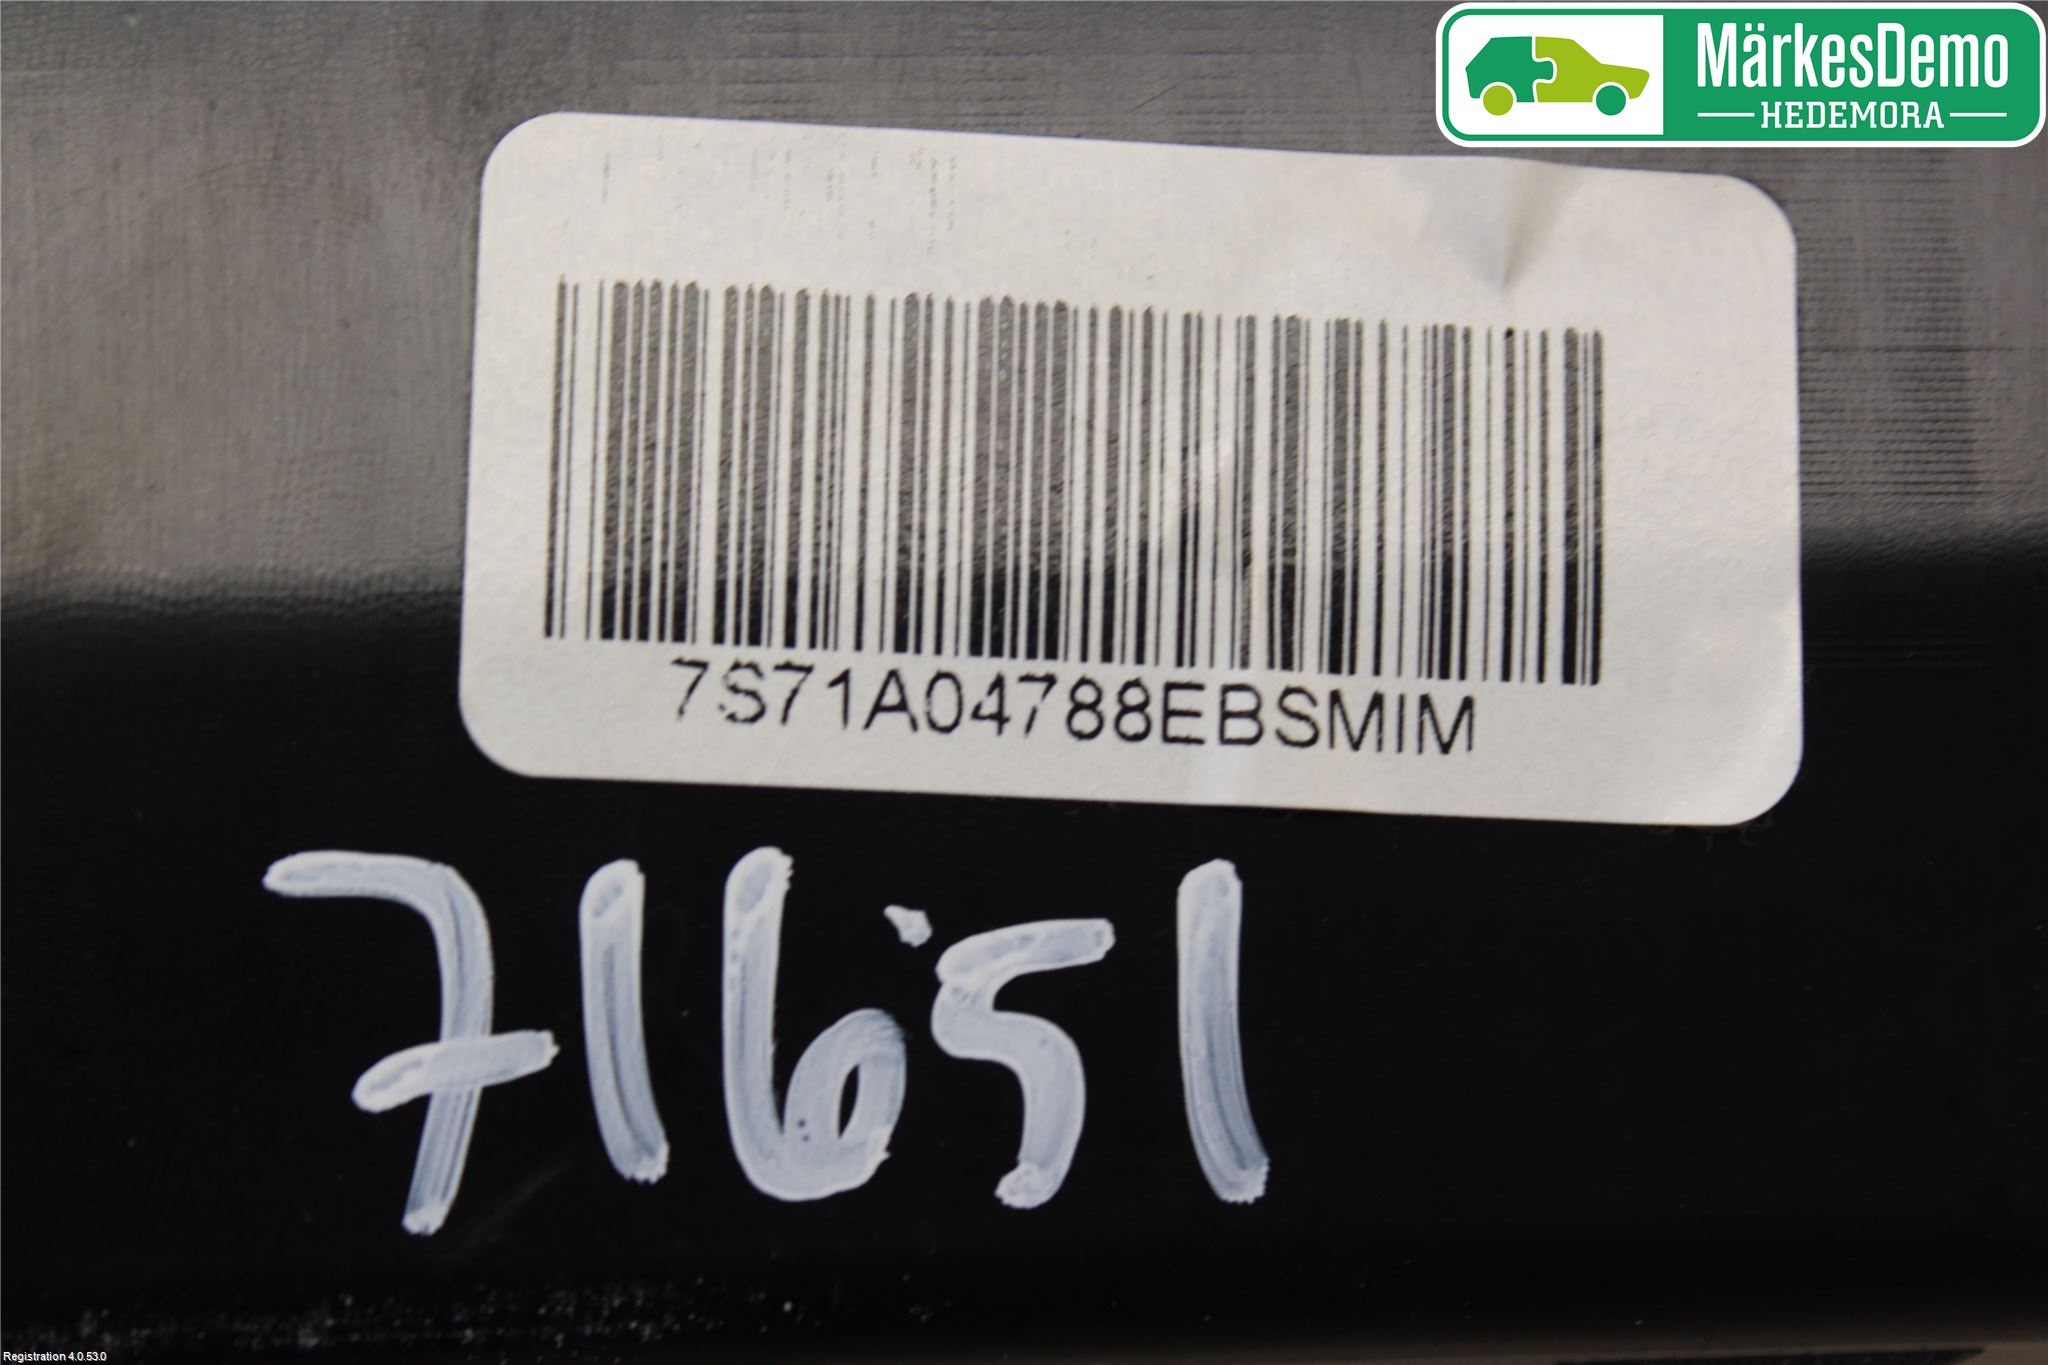 MärkesDemo
HEDEMORA
7S71A04788EBSMIM
71651
Registration 4.0.53.0